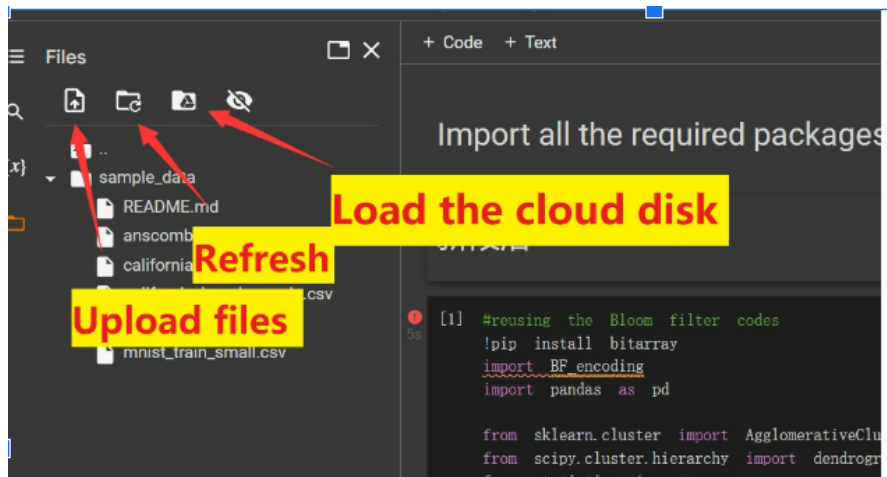 Files
+ Code + Text
Import all the required packages
{x}
..
sample_data
README.md
anscomb
california
.csv
mnist_train_small.csv
Load the cloud disk
Refresh
Upload files
[1] #reusing the Bloom filter codes
5s
!pip install bitarray
import BF_encoding
import pandas as pd
from sklearn.cluster import AgglomerativeClu
from scipy.cluster.hierarchy import dendrogr